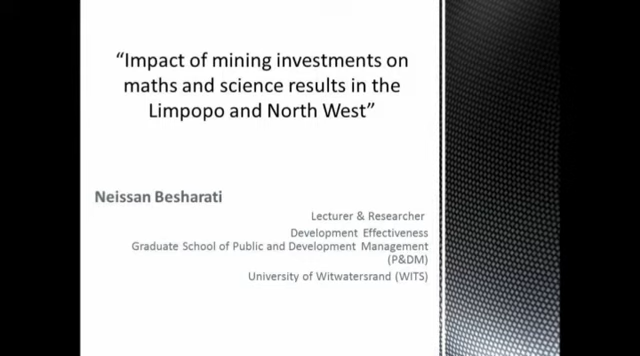 “Impact of mining investments on
maths and science results in the
Limpopo and North West”
Neissan Besharati
Lecturer & Researcher
Development Effectiveness
Graduate School of Public and Development Management
(P&DM)
University of Witwatersrand (WITS)